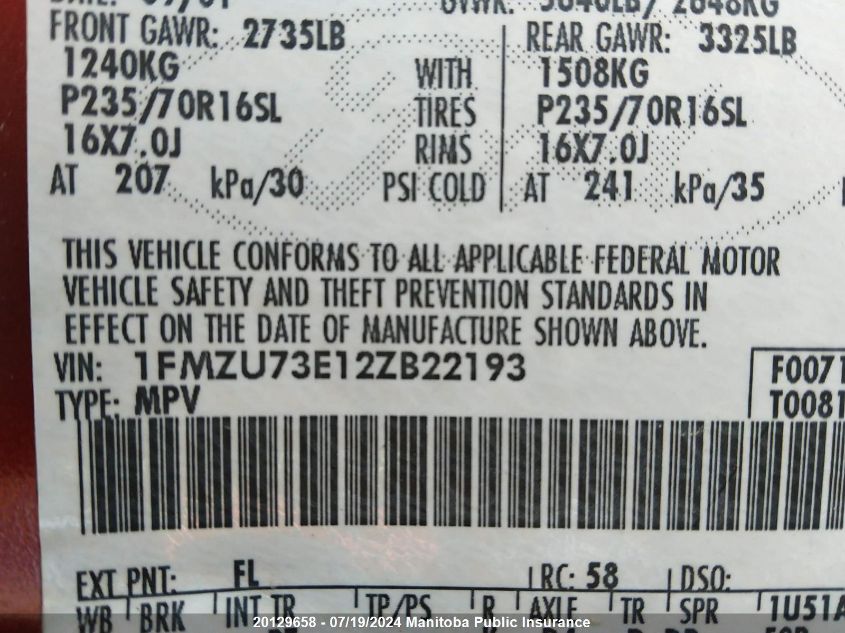 FRONT GAWR: 2735LB REAR GAWR: 3325LB
1240KG WITH 1508KG
P235/70R16SL TIRES P235/70R16SL
16X7.0J RIMS 16X7.0J
AT 207 kPa/30 PSI COLD AT 241 kPa/35
THIS VEHICLE CONFORMS TO ALL APPLICABLE FEDERAL MOTOR
VEHICLE SAFETY AND THEFT PREVENTION STANDARDS IN
EFFECT ON THE DATE OF MANUFACTURE SHOWN ABOVE.
VIN: 1FMZU73E12ZB22193 F0071
TYPE: MPV T0081
EXT PNT: FL RC: 58 DSO:
WB BRK INT TR TP/PS R AXLE TR SPR 1U51A
20129658 - 07/19/2024 Manitoba Public Insurance